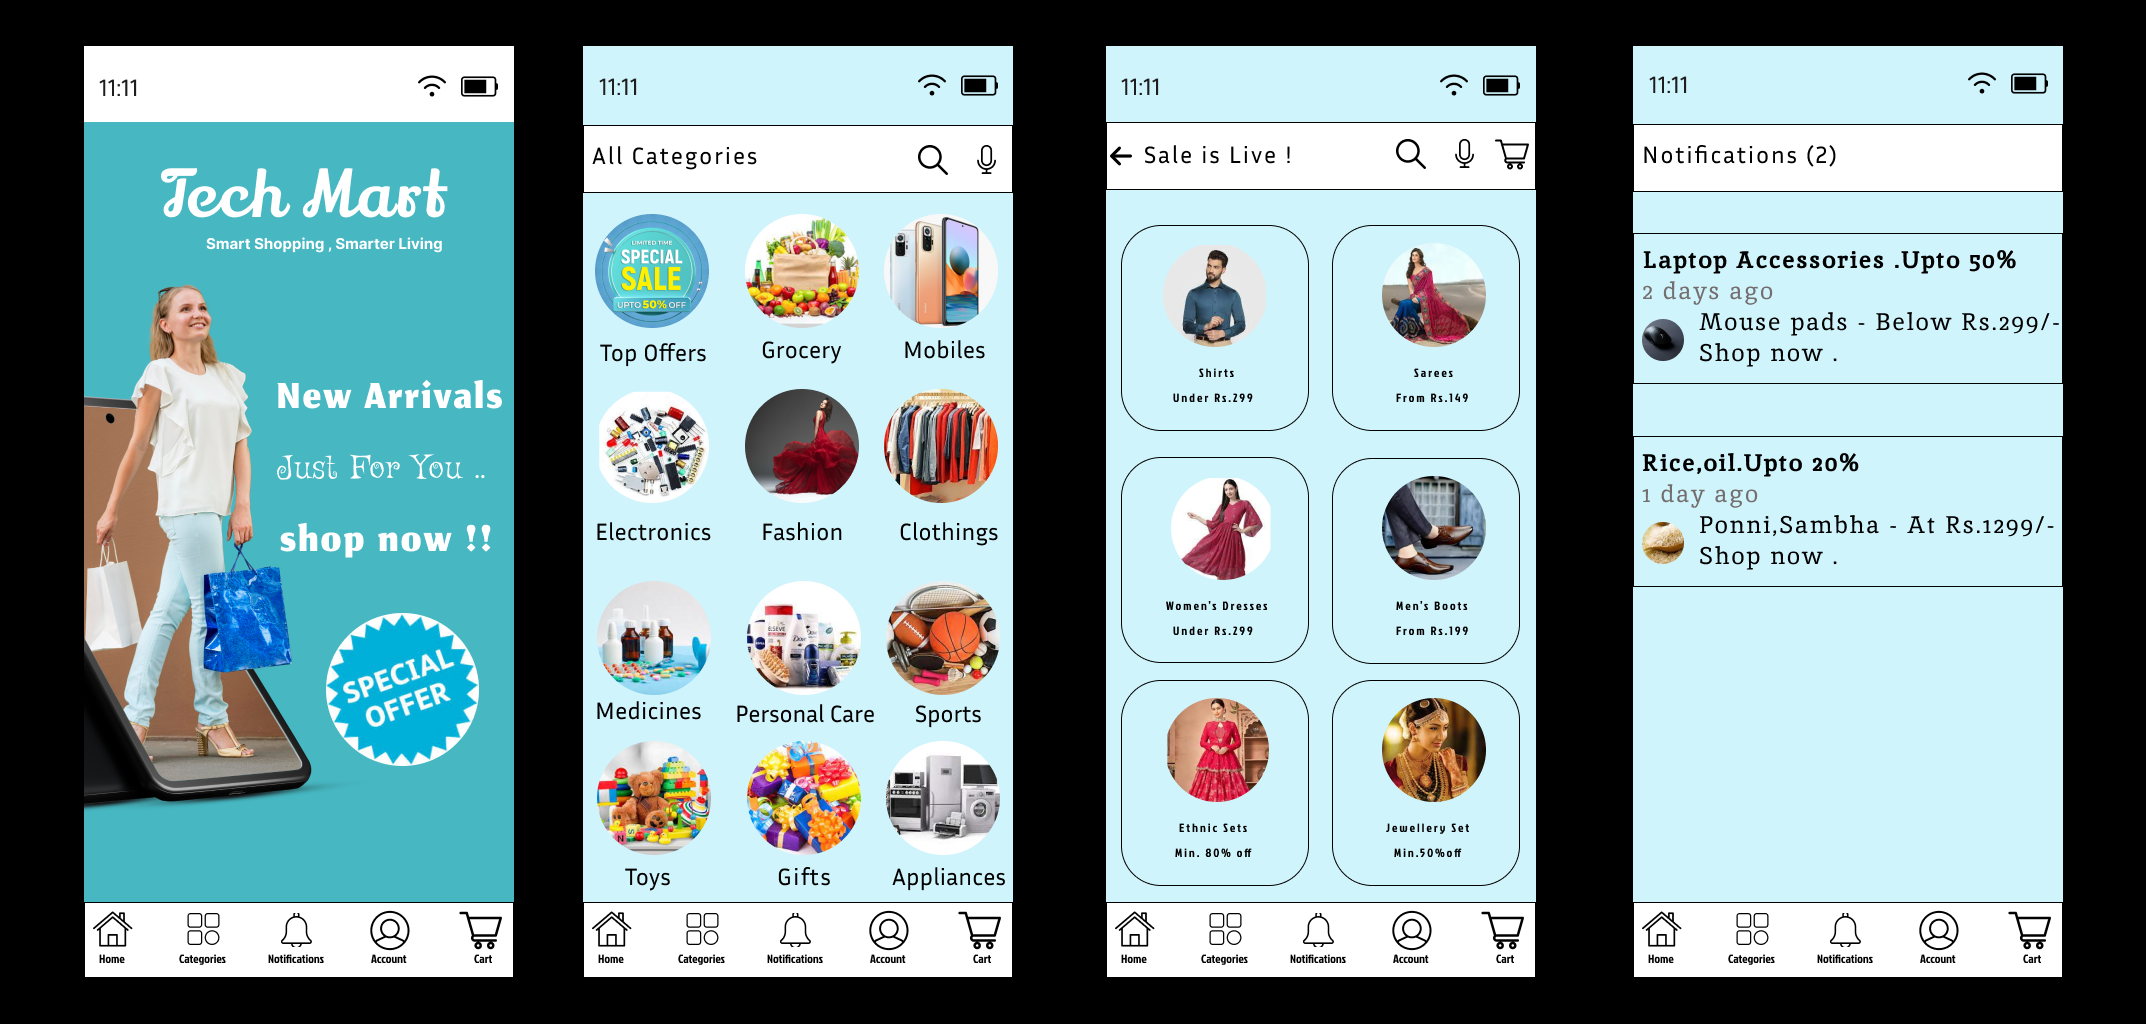 11:11
Tech Mart
Smart Shopping , Smarter Living
New Arrivals
Just For You ..
shop now !!
SPECIAL
OFFER
Home
Categories
Notifications
Account
Cart
11:11
All Categories
LIMITED TIME
SPECIAL
SALE
UPTO 50% OFF
Top Offers
Grocery
Mobiles
Electronics
Fashion
Clothings
Medicines
Personal Care
Sports
Toys
Gifts
Appliances
Home
Categories
Notifications
Account
Cart
11:11
Sale is Live !
Shirts
Under Rs.299
Sarees
From Rs.149
Women's Dresses
Under Rs.299
Men's Boots
From Rs.199
Ethnic Sets
Min. 80% off
Jewellery Set
Min.50%off
Home
Categories
Notifications
Account
Cart
11:11
Notifications (2)
Laptop Accessories .Upto 50%
2 days ago
Mouse pads - Below Rs.299/-
Shop now .
Rice,oil.Upto 20%
1 day ago
Ponni,Sambha - At Rs.1299/-
Shop now .
Home
Categories
Notifications
Account
Cart